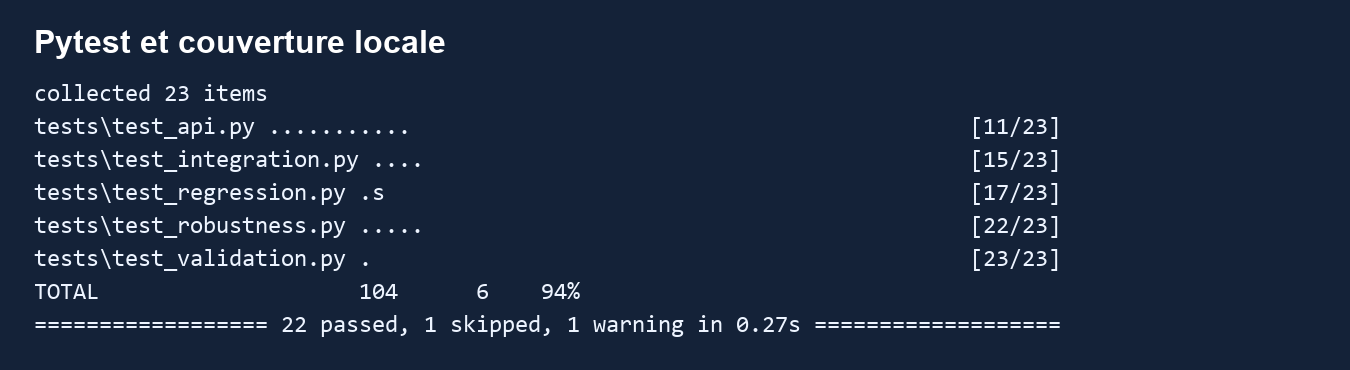 Pytest et couverture locale
collected 23 items
tests\test_api.py ........... [11/23]
tests\test_integration.py .... [15/23]
tests\test_regression.py .s [17/23]
tests\test_robustness.py ..... [22/23]
tests\test_validation.py . [23/23]
TOTAL 104 6 94%
================== 22 passed, 1 skipped, 1 warning in 0.27s ===================